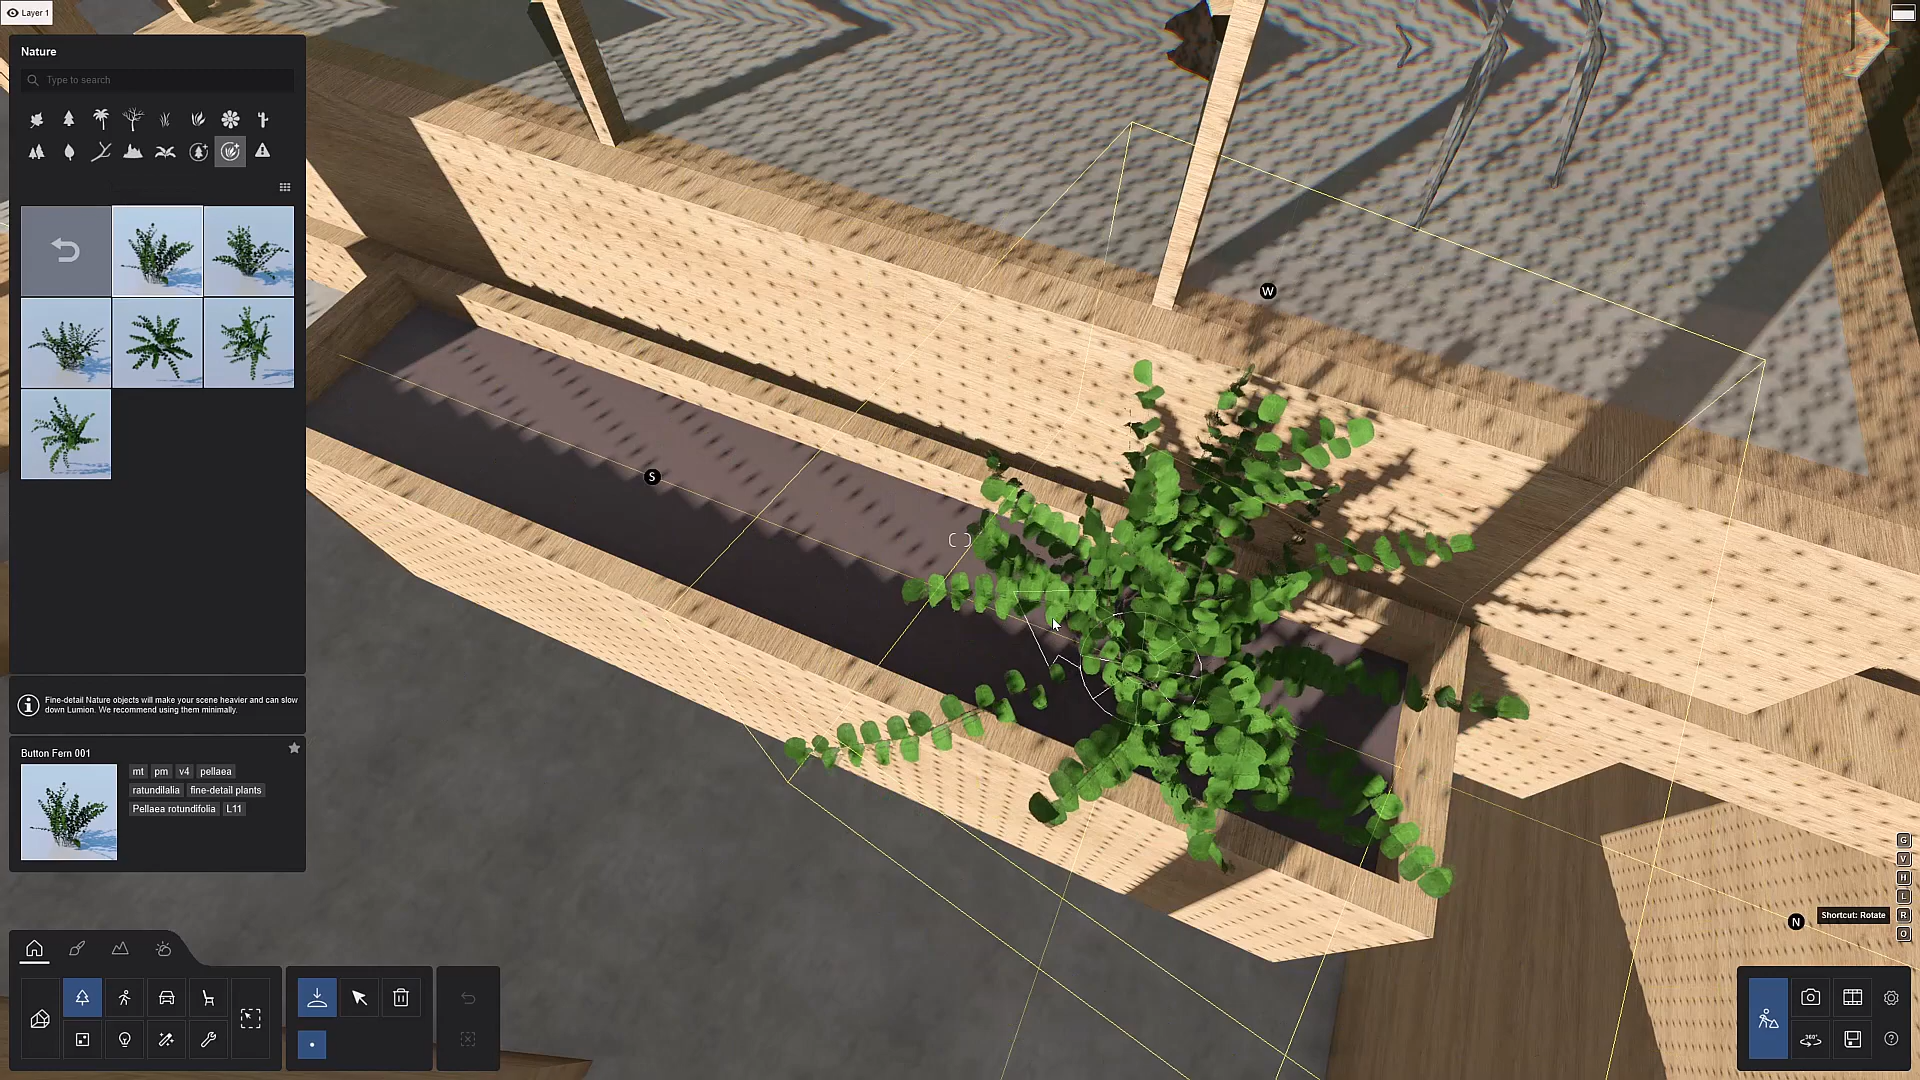 Layer 1
Nature
Type to search
Fine-detail Nature objects will make your scene heavier and can slow
down Lumion. We recommend using them minimally.
Button Fern 001
mt pm v4 pellaea
ratundilalia fine-detail plants
Pellaea rotundifolia L11
W
S
N
Shortcut: Rotate
G
V
H
L
R
O
360°